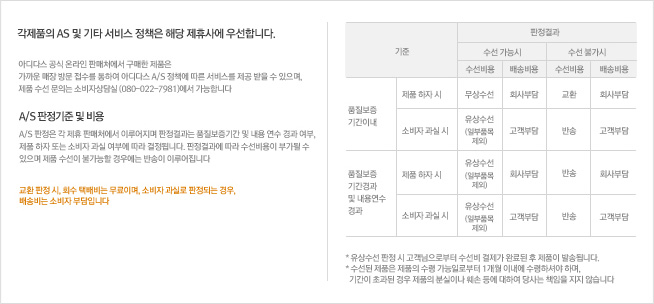 각제품의 AS 및 기타 서비스 정책은 해당 제휴사에 우선합니다.
아디다스 공식 온라인 판매처에서 구매한 제품은
가까운 매장 방문 접수를 통하여 아디다스 A/S 정책에 따른 서비스를 제공 받을 수 있으며,
제품 수선 문의는 소비자상담실 (080-022-7981)에서 가능합니다
A/S 판정기준 및 비용
A/S 판정은 각 제휴 판매처에서 이루어지며 판정결과는 품질보증기간 및 내용 연수 경과 여부,
제품 하자 또는 소비자 과실 여부에 따라 결정됩니다. 판정결과에 따라 수선비용이 부가될 수
있으며 제품 수선이 불가능할 경우에는 반송이 이루어집니다
교환 판정 시, 회수 택배비는 무료이며, 소비자 과실로 판정되는 경우,
배송비는 소비자 부담입니다
기준
판정결과
수선 가능시 수선 불가시
수선비용 배송비용 수선비용 배송비용
품질보증
기간이내
제품 하자 시 무상수선 회사부담 교환 회사부담
소비자 과실 시 유상수선
(일부품목
제외)
고객부담 반송 고객부담
품질보증
기간경과
및 내용연수
경과
제품 하자 시 유상수선
(일부품목
제외)
회사부담 반송 회사부담
소비자 과실 시 유상수선
(일부품목
제외)
고객부담 반송 고객부담
* 유상수선 판정 시 고객님으로부터 수선비 결제가 완료된 후 제품이 발송됩니다.
* 수선된 제품은 제품의 수령 가능일로부터 1개월 이내에 수령하셔야 하며,
기간이 초과된 경우 제품의 분실이나 훼손 등에 대하여 당사는 책임을 지지 않습니다